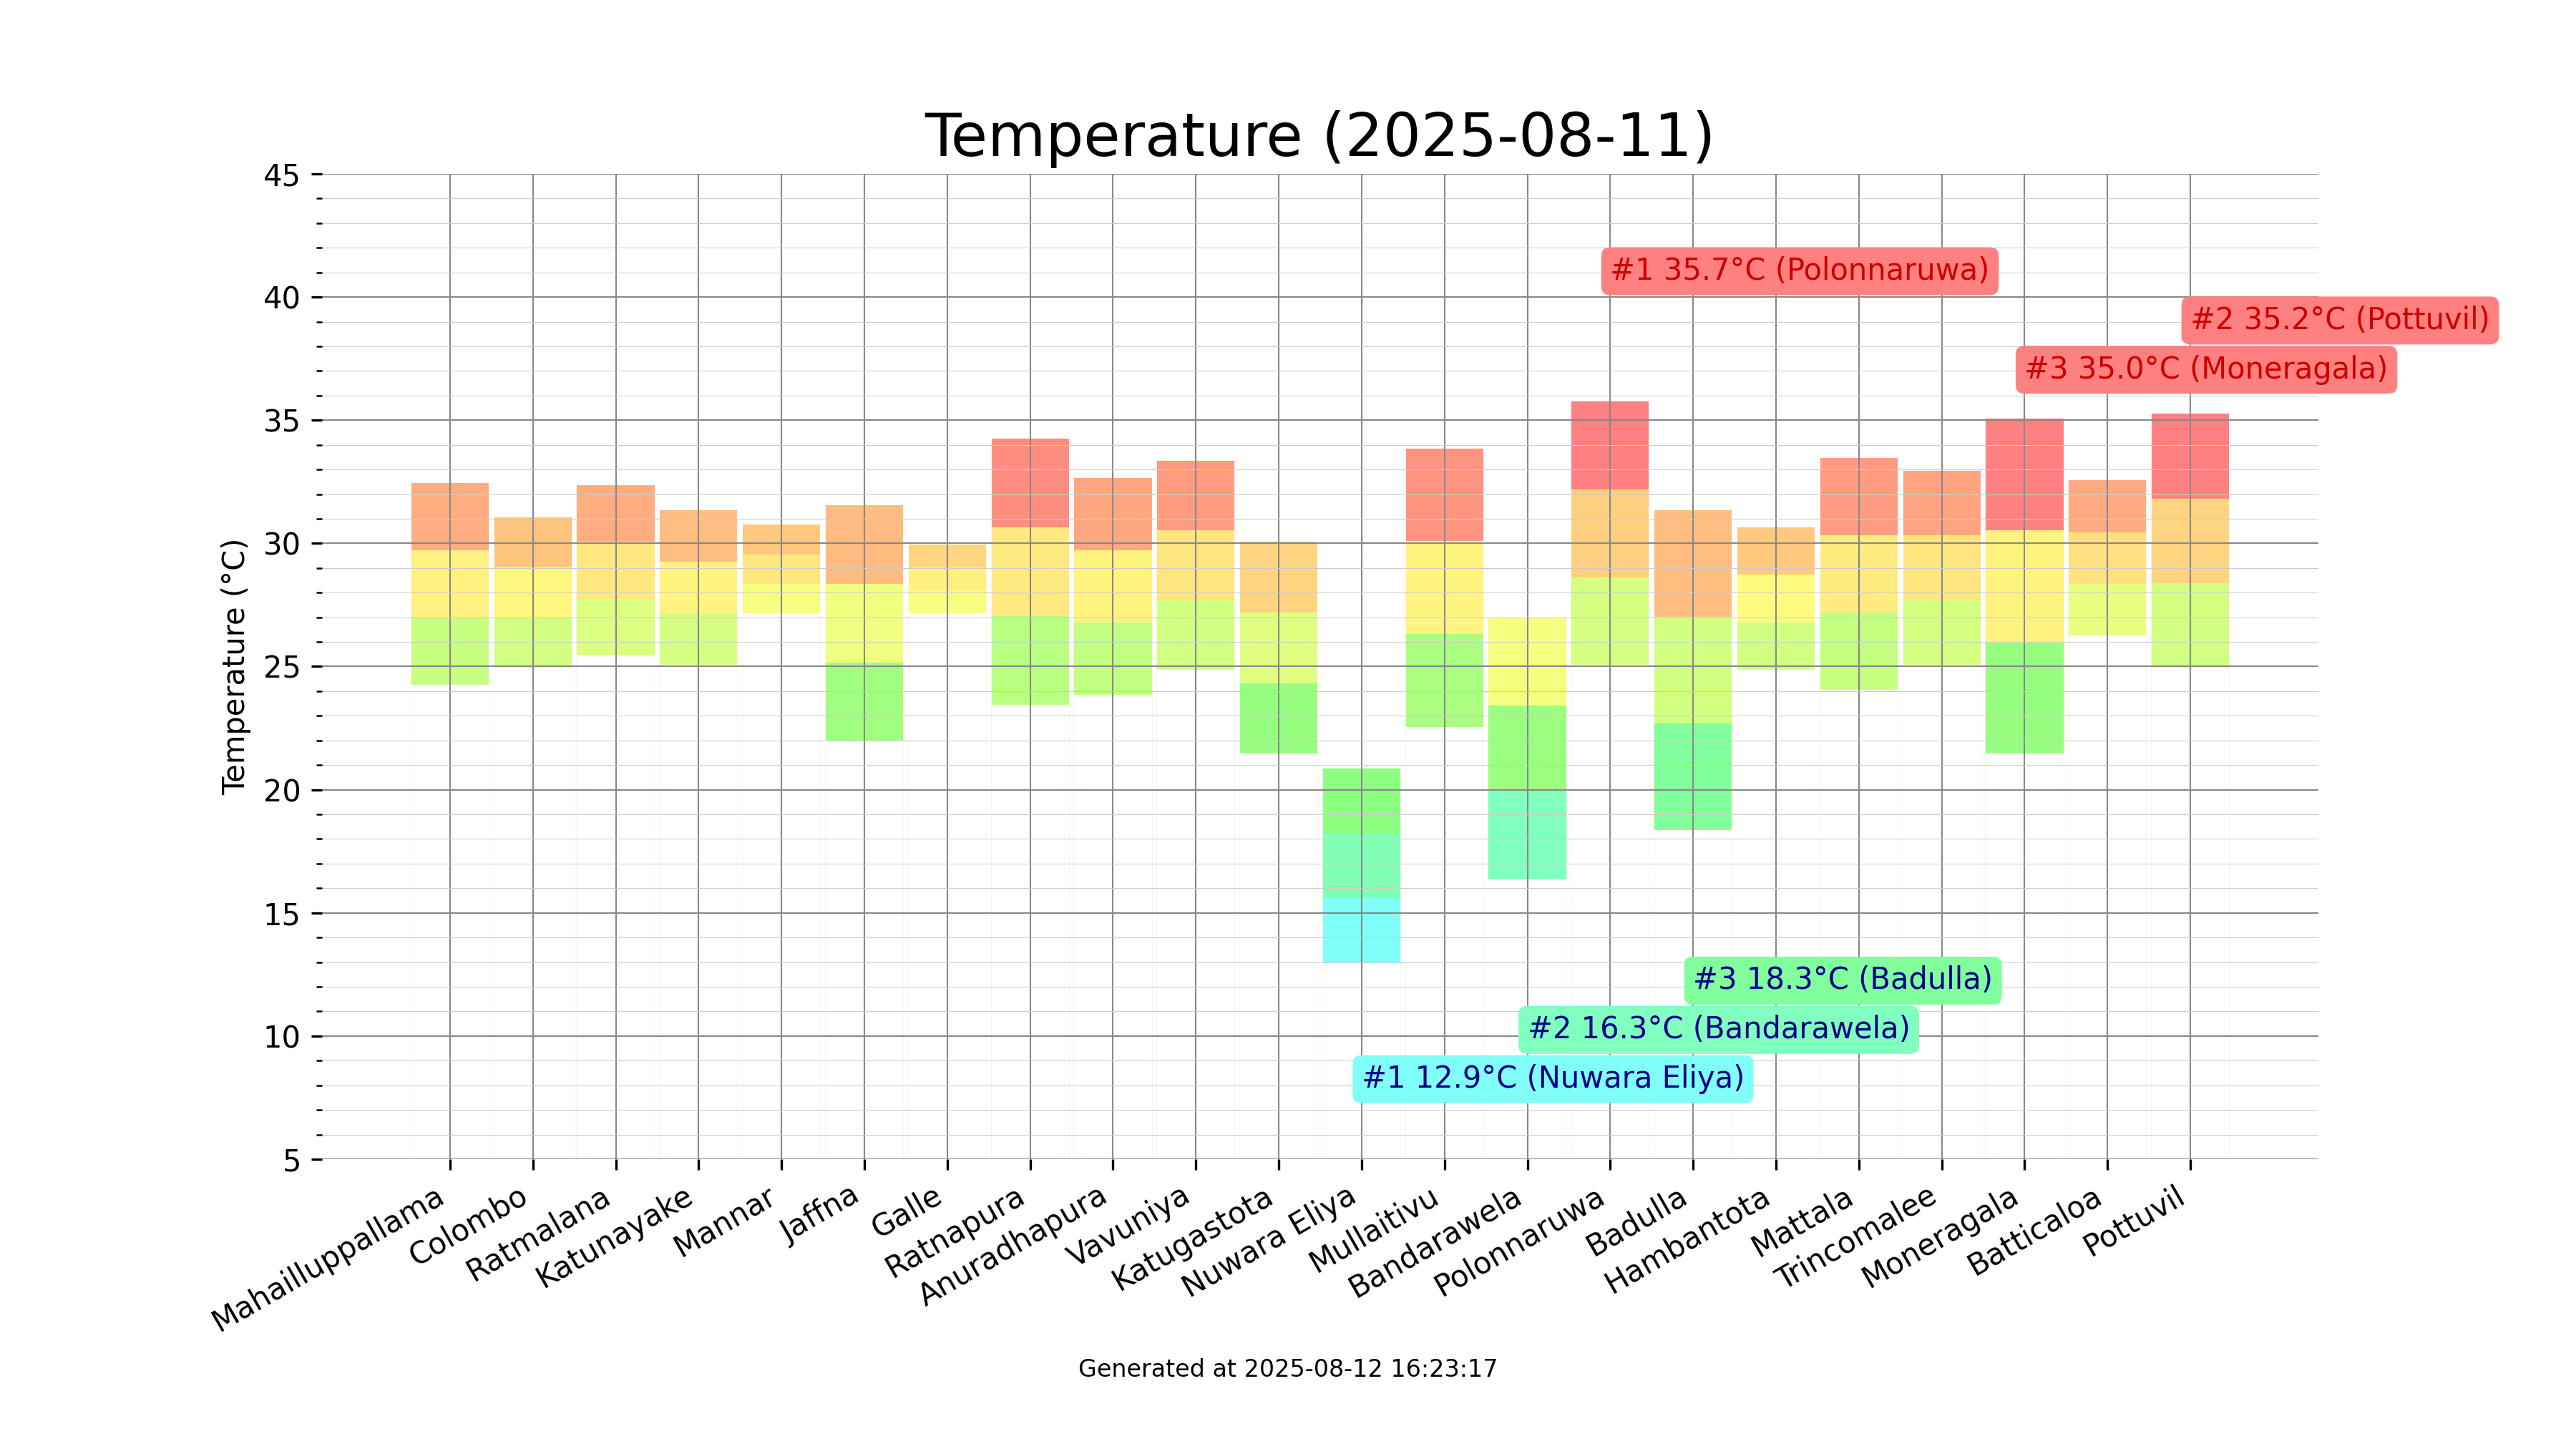 Temperature (2025-08-11)
45
40
35
30
25
20
15
10
5
Temperature (°C)
#1 35.7°C (Polonnaruwa)
#2 35.2°C (Pottuvil)
#3 35.0°C (Moneragala)
#3 18.3°C (Badulla)
#2 16.3°C (Bandarawela)
#1 12.9°C (Nuwara Eliya)
Mahailluppallama
Colombo
Ratmalana
Katunayake
Mannar
Jaffna
Galle
Ratnapura
Anuradhapura
Vavuniya
Katugastota
Nuwara Eliya
Mullaitivu
Bandarawela
Polonnaruwa
Badulla
Hambantota
Mattala
Trincomalee
Moneragala
Batticaloa
Pottuvil
Generated at 2025-08-12 16:23:17